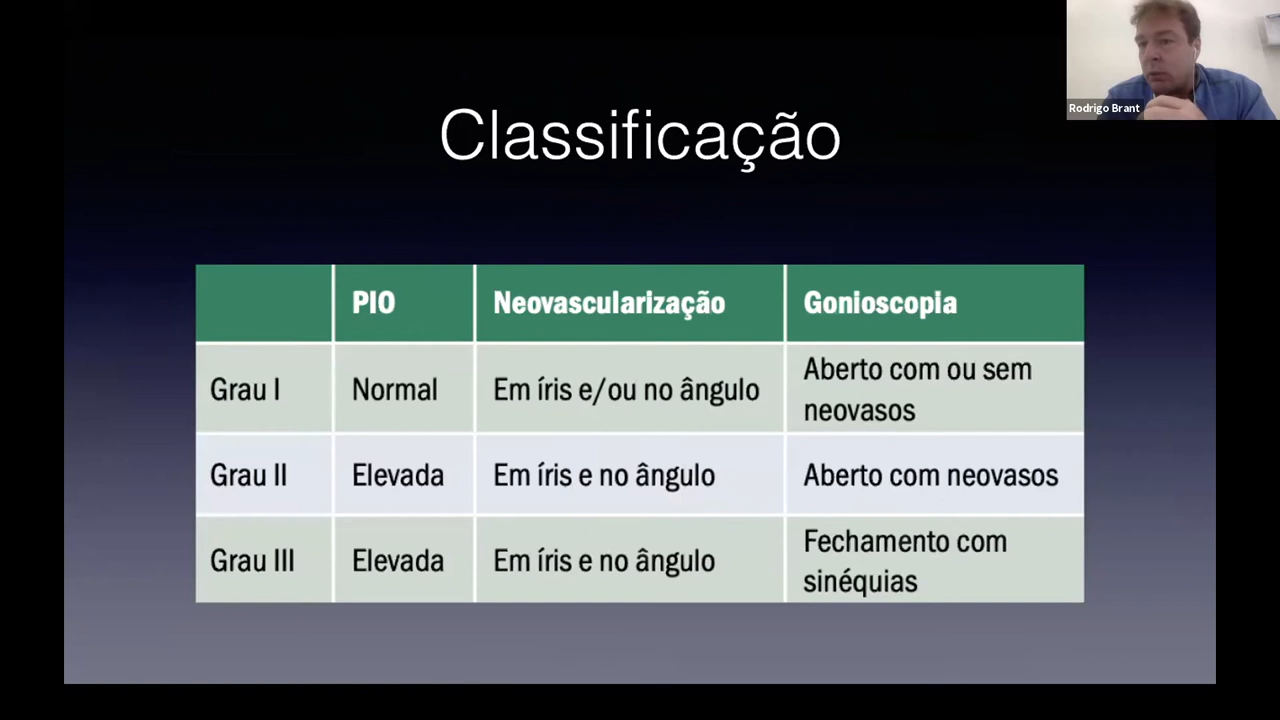 Rodrigo Brant
Classificação
PIO
Neovascularização
Gonioscopia
Grau I
Normal
Em íris e/ou no ângulo
Aberto com ou sem
neovasos
Grau II
Elevada
Em íris e no ângulo
Aberto com neovasos
Grau III
Elevada
Em íris e no ângulo
Fechamento com
sinéquias